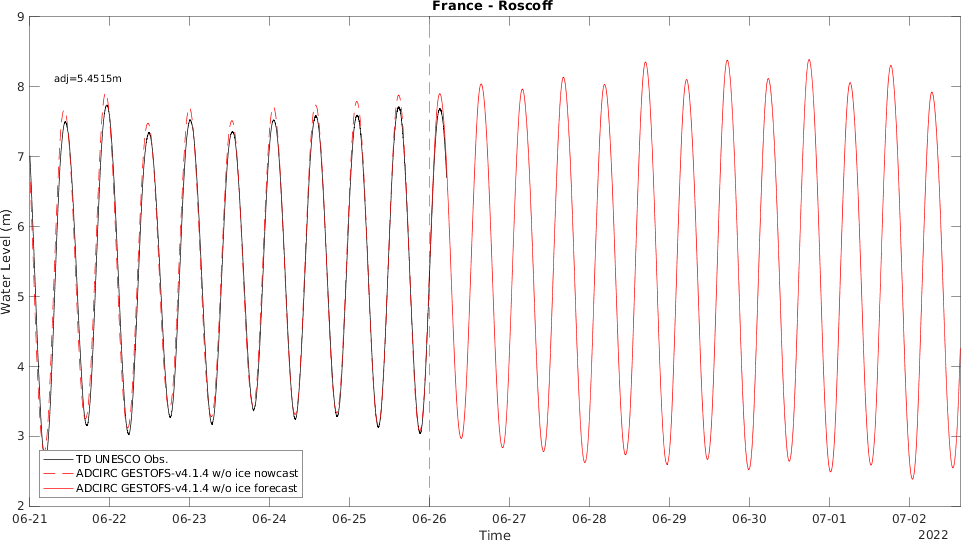 France - Roscoff
adj=5.4515m
Water Level (m)
9
8
7
6
5
4
3
2
TD UNESCO Obs.
ADCIRC GESTOFS-v4.1.4 w/o ice nowcast
ADCIRC GESTOFS-v4.1.4 w/o ice forecast
06-21 06-22 06-23 06-24 06-25 06-26 06-27 06-28 06-29 06-30 07-01 07-02
Time
2022